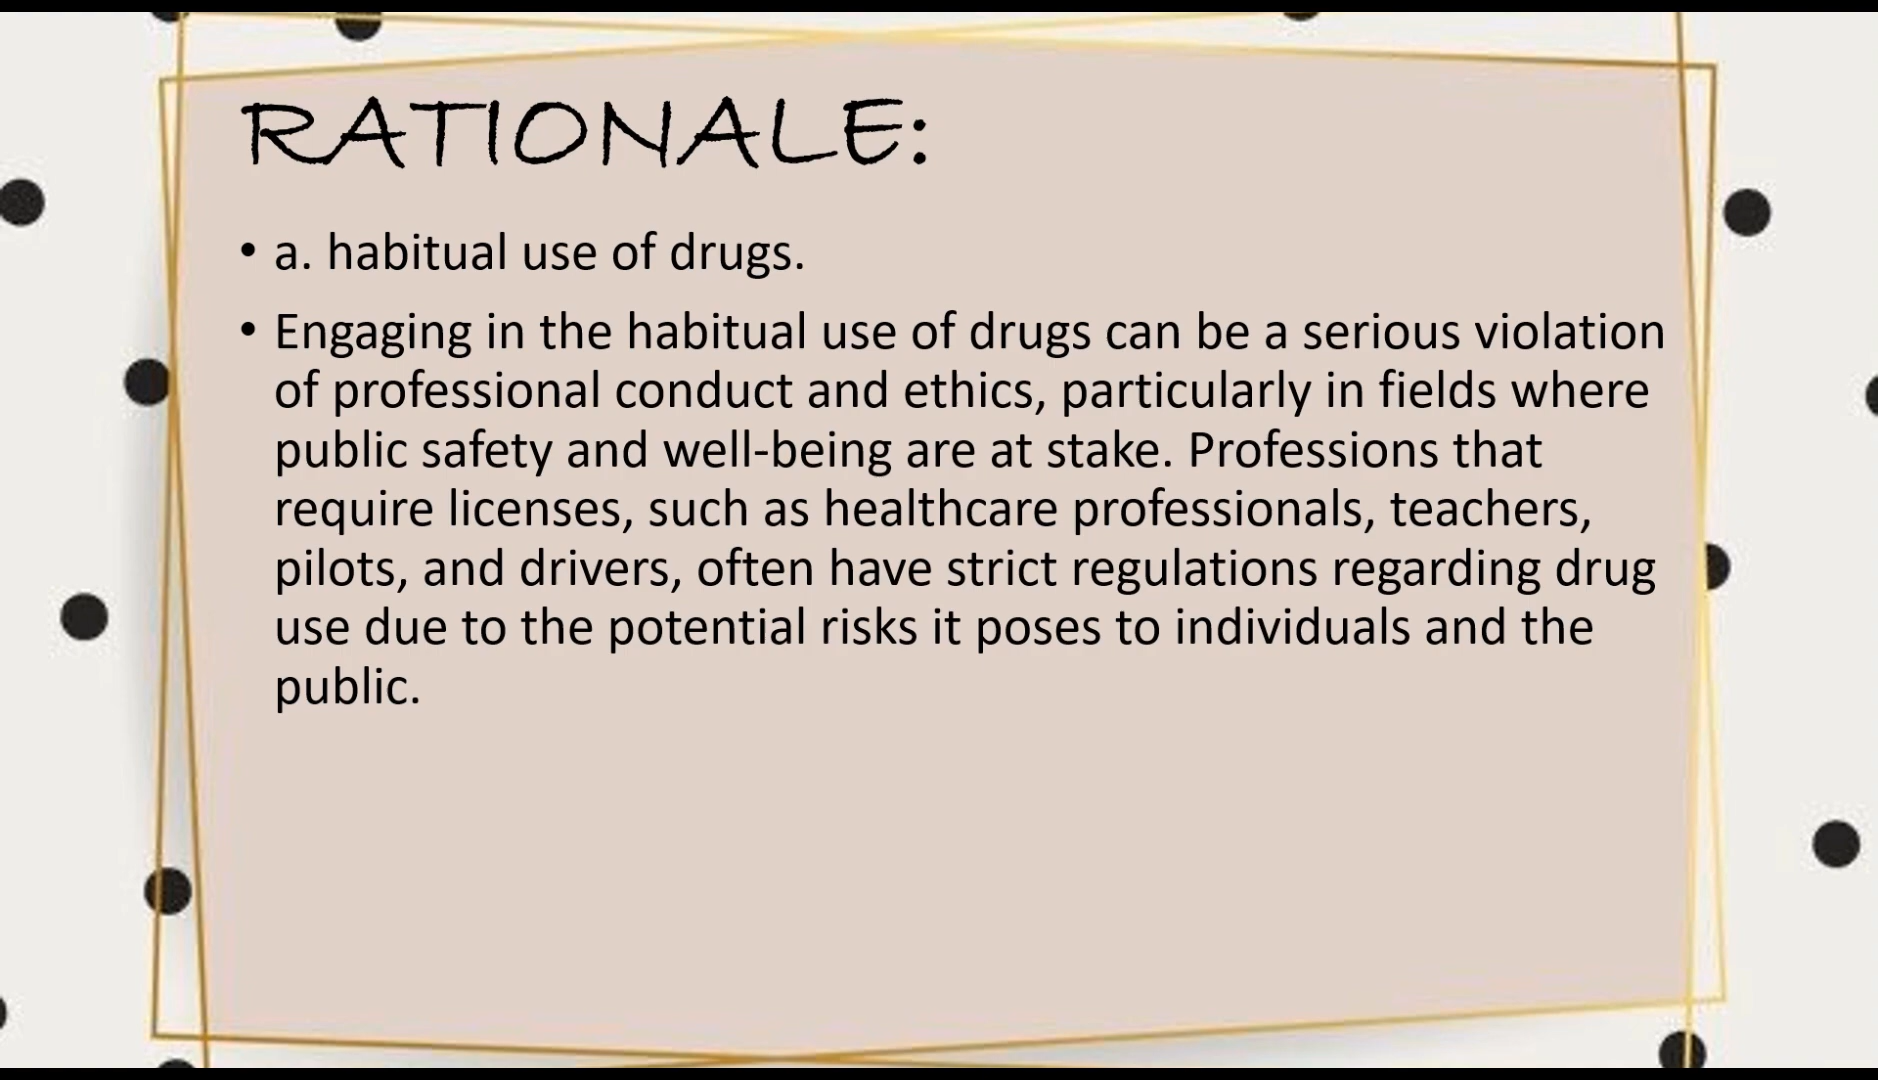 RATIONALE:
• a. habitual use of drugs.
• Engaging in the habitual use of drugs can be a serious violation
of professional conduct and ethics, particularly in fields where
public safety and well-being are at stake. Professions that
require licenses, such as healthcare professionals, teachers,
pilots, and drivers, often have strict regulations regarding drug
use due to the potential risks it poses to individuals and the
public.